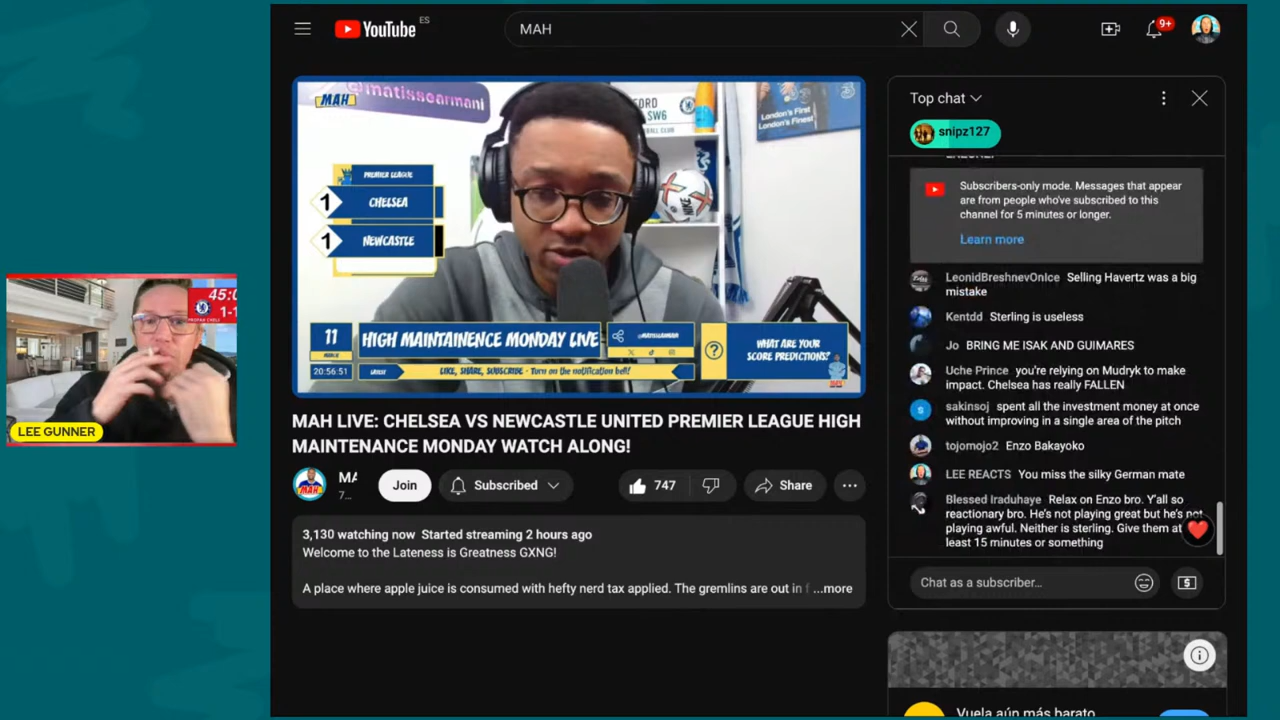 YouTube ES
MAH
9+
MAH
@matissearmani
ORD
SW6
BALL CLUB
London's First
London's Finest
NIKE
PREMIER LEAGUE
1 CHELSEA
1 NEWCASTLE
11
MARCH
20:56:51
HIGH MAINTAINENCE MONDAY LIVE
LATEST
LIKE, SHARE, SUBSCRIBE - Turn on the notification bell!
?
WHAT ARE YOUR
SCORE PREDICTIONS?
45:0
1-1
LEE GUNNER
MAH LIVE: CHELSEA VS NEWCASTLE UNITED PREMIER LEAGUE HIGH
MAINTENANCE MONDAY WATCH ALONG!
MA
7...
Join
Subscribed
747
Share
3,130 watching now Started streaming 2 hours ago
Welcome to the Lateness is Greatness GXNG!
A place where apple juice is consumed with hefty nerd tax applied. The gremlins are out in f ...more
Top chat
snipz127
Subscribers-only mode. Messages that appear
are from people who've subscribed to this
channel for 5 minutes or longer.
Learn more
LeonidBreshnevOnIce Selling Havertz was a big
mistake
Kentdd Sterling is useless
Jo BRING ME ISAK AND GUIMARES
Uche Prince you're relying on Mudryk to make
impact. Chelsea has really FALLEN
sakinsoj spent all the investment money at once
without improving in a single area of the pitch
tojomojo2 Enzo Bakayoko
LEE REACTS You miss the silky German mate
Blessed Iraduhaye Relax on Enzo bro. Y'all so
reactionary bro. He's not playing great but he's not
playing awful. Neither is sterling. Give them at
least 15 minutes or something
Chat as a subscriber...
Vuela aún más barato